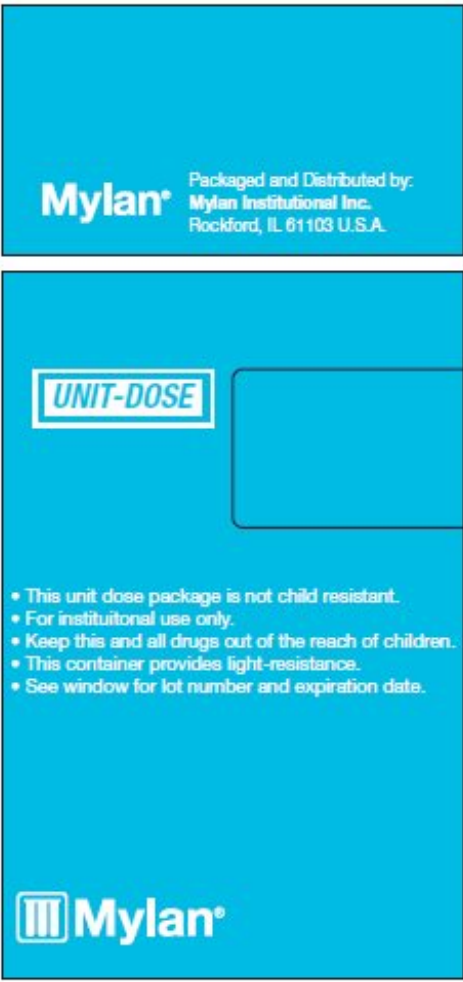 Mylan®
Packaged and Distributed by:
Mylan Institutional Inc.
Rockford, IL 61103 U.S.A.
UNIT-DOSE
• This unit dose package is not child resistant.
• For instituitonal use only.
• Keep this and all drugs out of the reach of children.
• This container provides light-resistance.
• See window for lot number and expiration date.
Mylan®